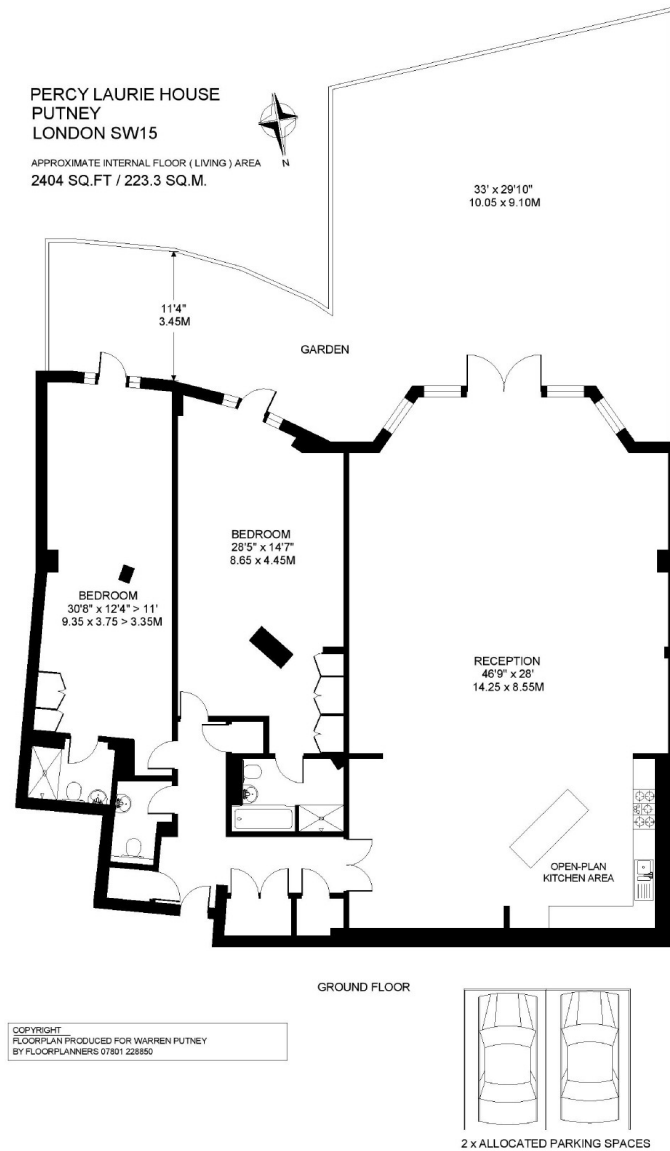 PERCY LAURIE HOUSE
PUTNEY
LONDON SW15
APPROXIMATE INTERNAL FLOOR ( LIVING ) AREA
2404 SQ.FT / 223.3 SQ.M.
N
33' x 29'10"
10.05 x 9.10M
11'4"
3.45M
GARDEN
BEDROOM
28'5" x 14'7"
8.65 x 4.45M
BEDROOM
30'8" x 12'4" > 11'
9.35 x 3.75 > 3.35M
RECEPTION
46'9" x 28'
14.25 x 8.55M
OPEN-PLAN
KITCHEN AREA
GROUND FLOOR
COPYRIGHT
FLOORPLAN PRODUCED FOR WARREN PUTNEY
BY FLOORPLANNERS 07801 228850
2 x ALLOCATED PARKING SPACES